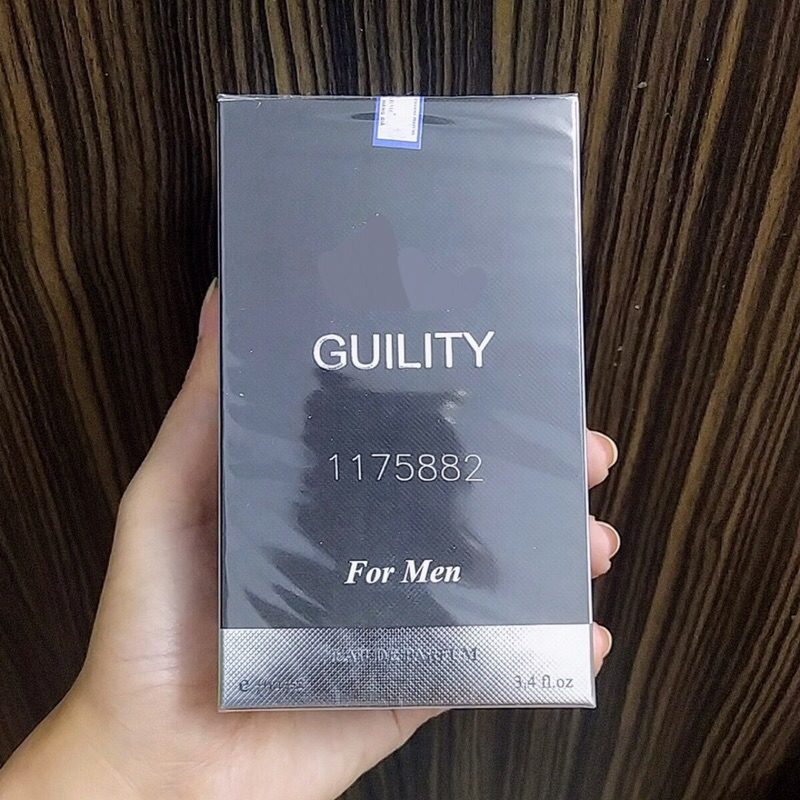 GUILITY
1175882
For Men
EAU DE PARFUM
e
3.4 fl.oz